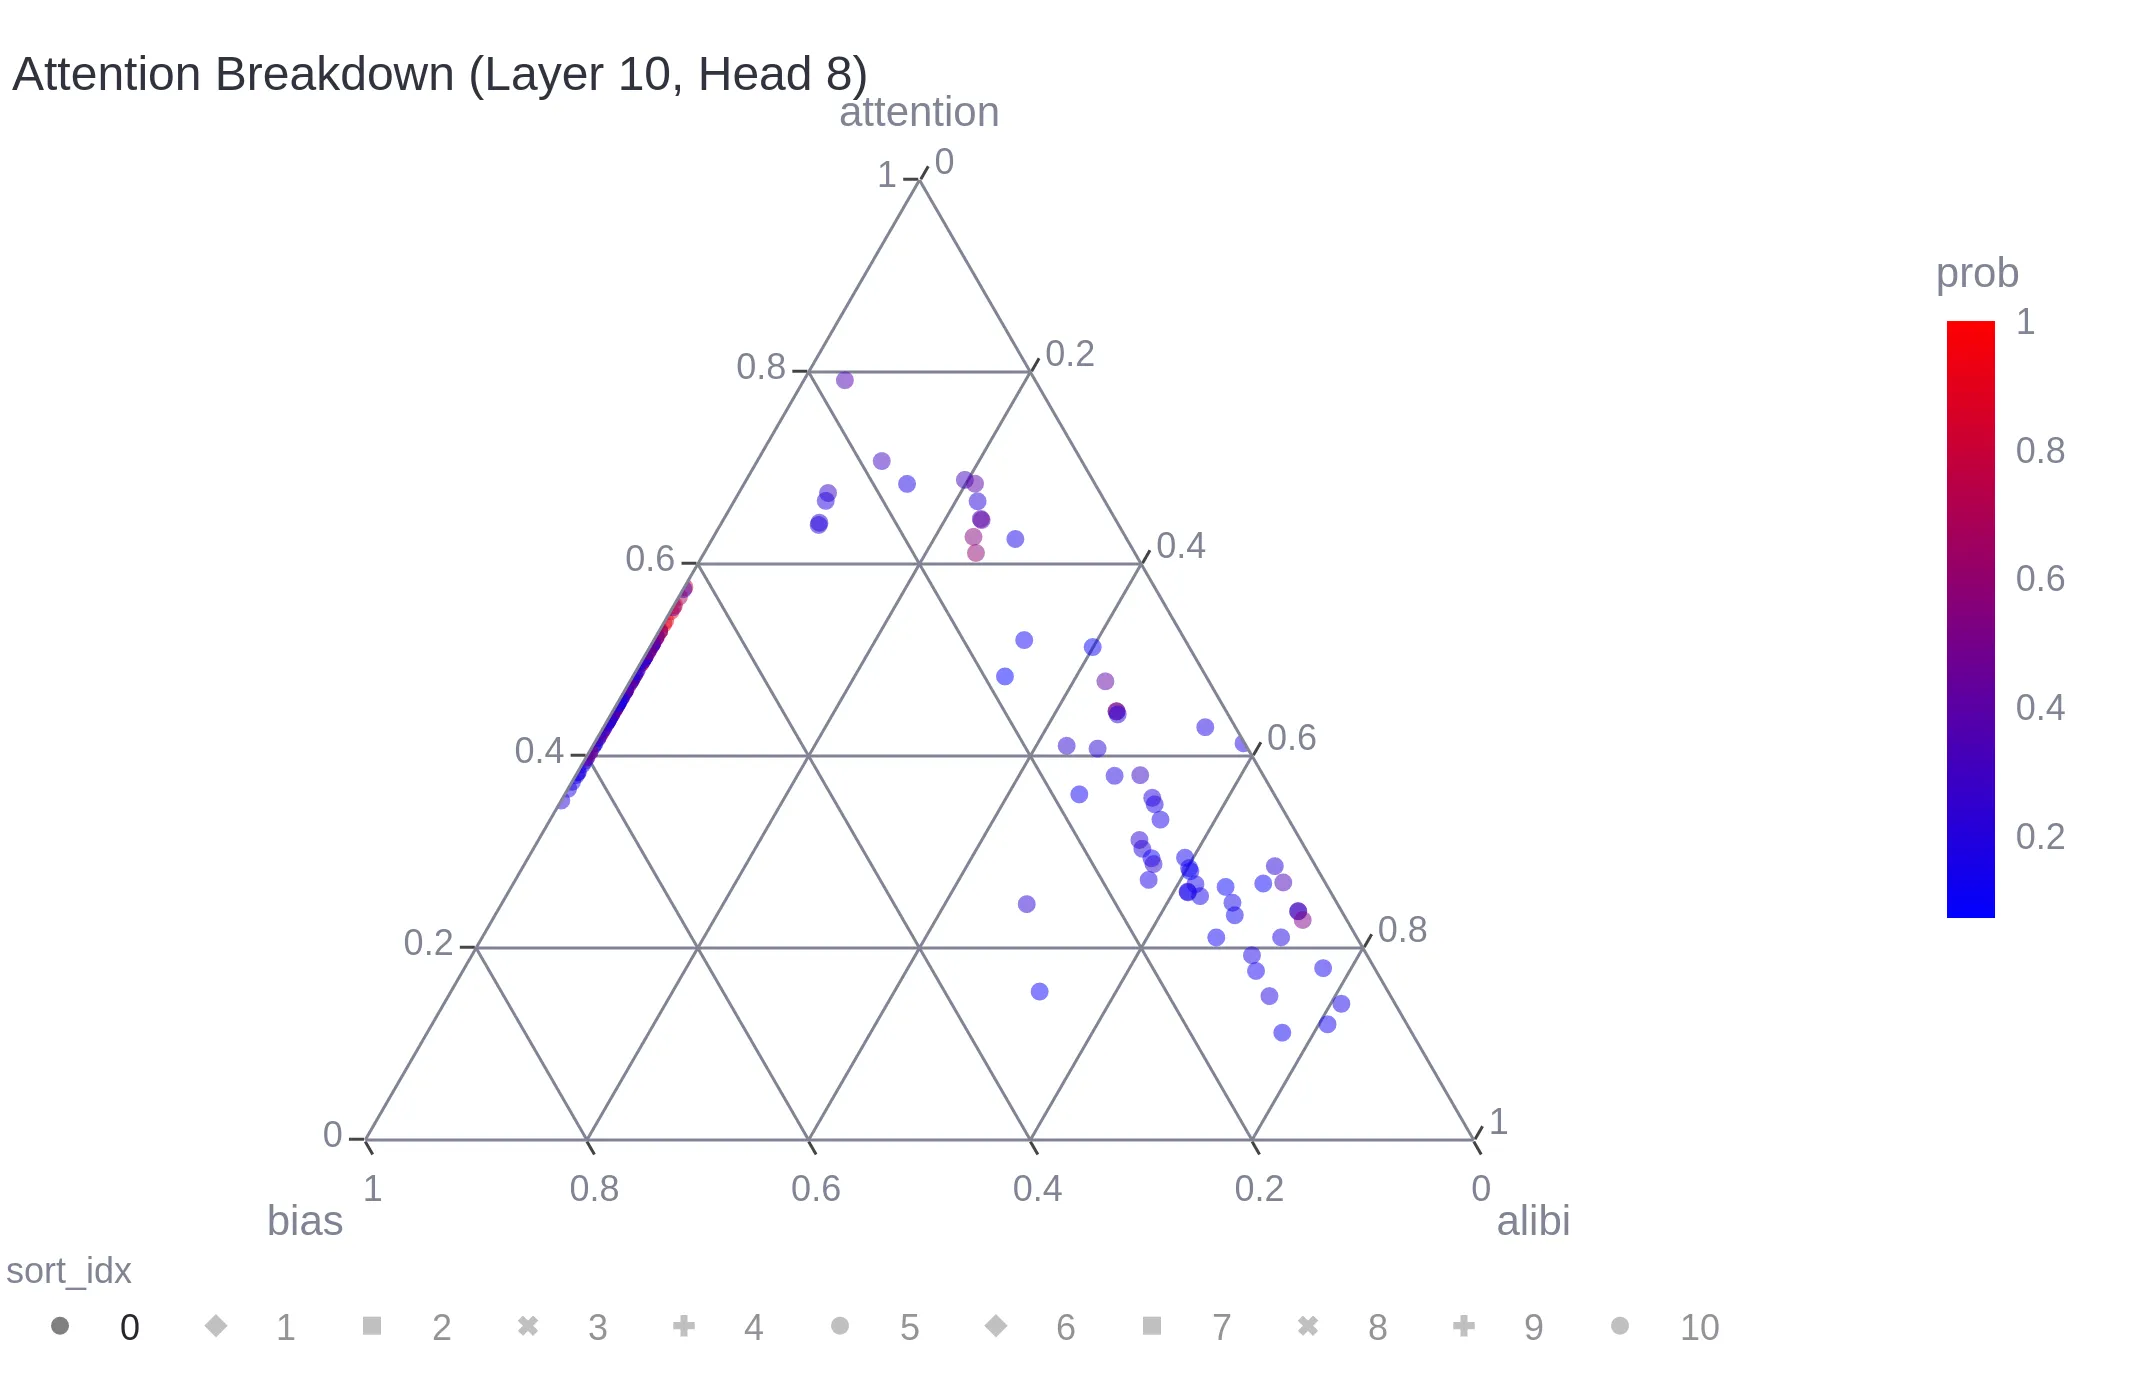 Attention Breakdown (Layer 10, Head 8)
attention
1 0
0.8 0.2
0.6 0.4
0.4 0.6
0.2 0.8
0 1
1 0.8 0.6 0.4 0.2 0
bias alibi
prob
1
0.8
0.6
0.4
0.2
sort_idx
0 1 2 3 4 5 6 7 8 9 10